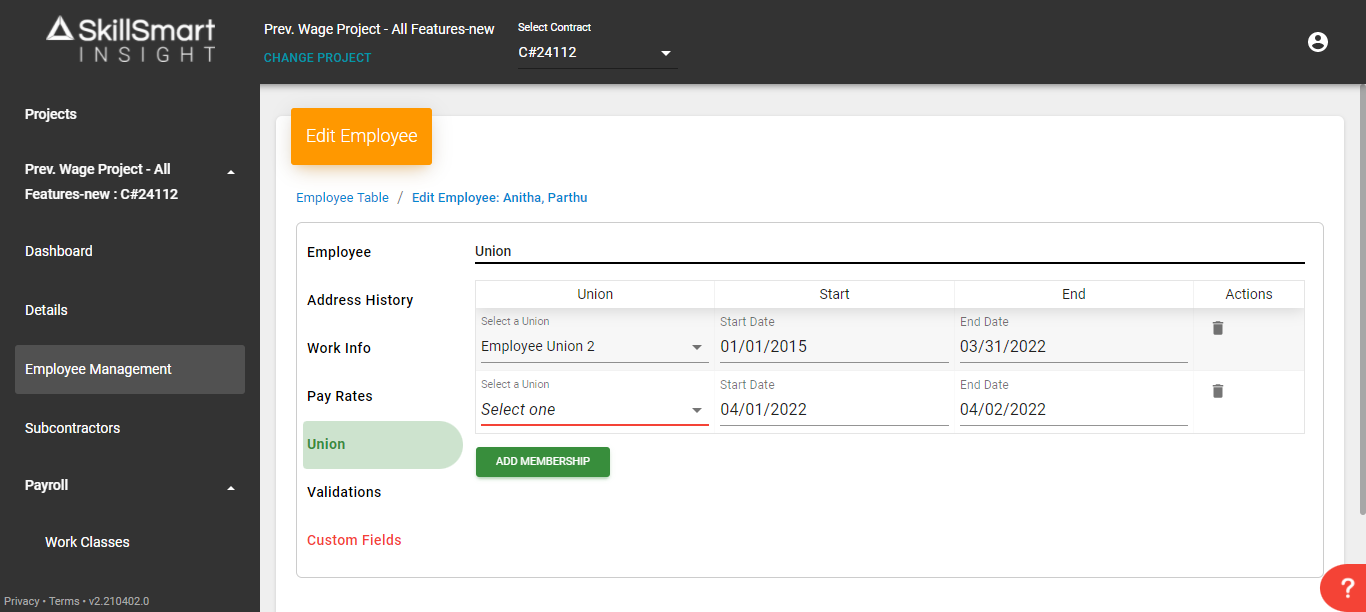 SkillSmart
INSIGHT
Prev. Wage Project - All Features-new
CHANGE PROJECT
Select Contract
C#24112
Projects
Prev. Wage Project - All
Features-new : C#24112
Dashboard
Details
Employee Management
Subcontractors
Payroll
Work Classes
Privacy • Terms • v2.210402.0
Edit Employee
Employee Table / Edit Employee: Anitha, Parthu
Employee
Address History
Work Info
Pay Rates
Union
Validations
Custom Fields
Union
Union Start End Actions
Select a Union Start Date End Date
Employee Union 2 01/01/2015 03/31/2022
Select a Union Start Date End Date
Select one 04/01/2022 04/02/2022
ADD MEMBERSHIP
?